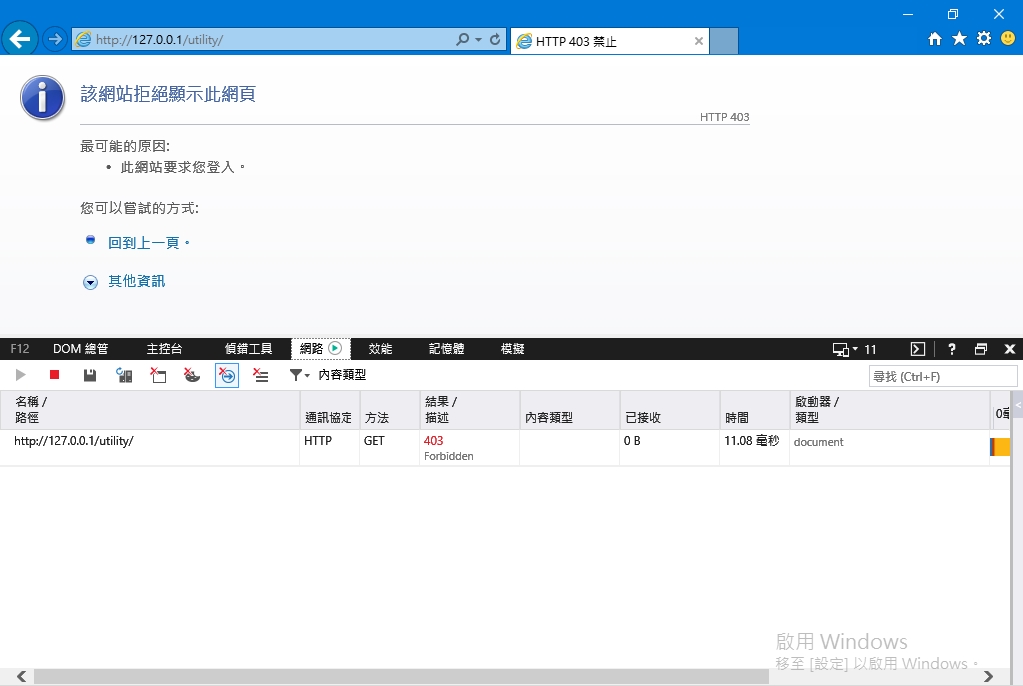 http://127.0.0.1/utility/
HTTP 403 禁止
該網站拒絕顯示此網頁
HTTP 403
最可能的原因:
• 此網站要求您登入。
您可以嘗試的方式:
回到上一頁。
其他資訊
F12 DOM 總管 主控台 偵錯工具 網路 效能 記憶體 模擬 11 ?
內容類型 尋找 (Ctrl+F)
名稱 / 路徑 通訊協定 方法 結果 / 描述 內容類型 已接收 時間 啟動器 / 類型 0毫
http://127.0.0.1/utility/ HTTP GET 403 0 B 11.08 毫秒 document
Forbidden
啟用 Windows
移至 [設定] 以啟用 Windows。